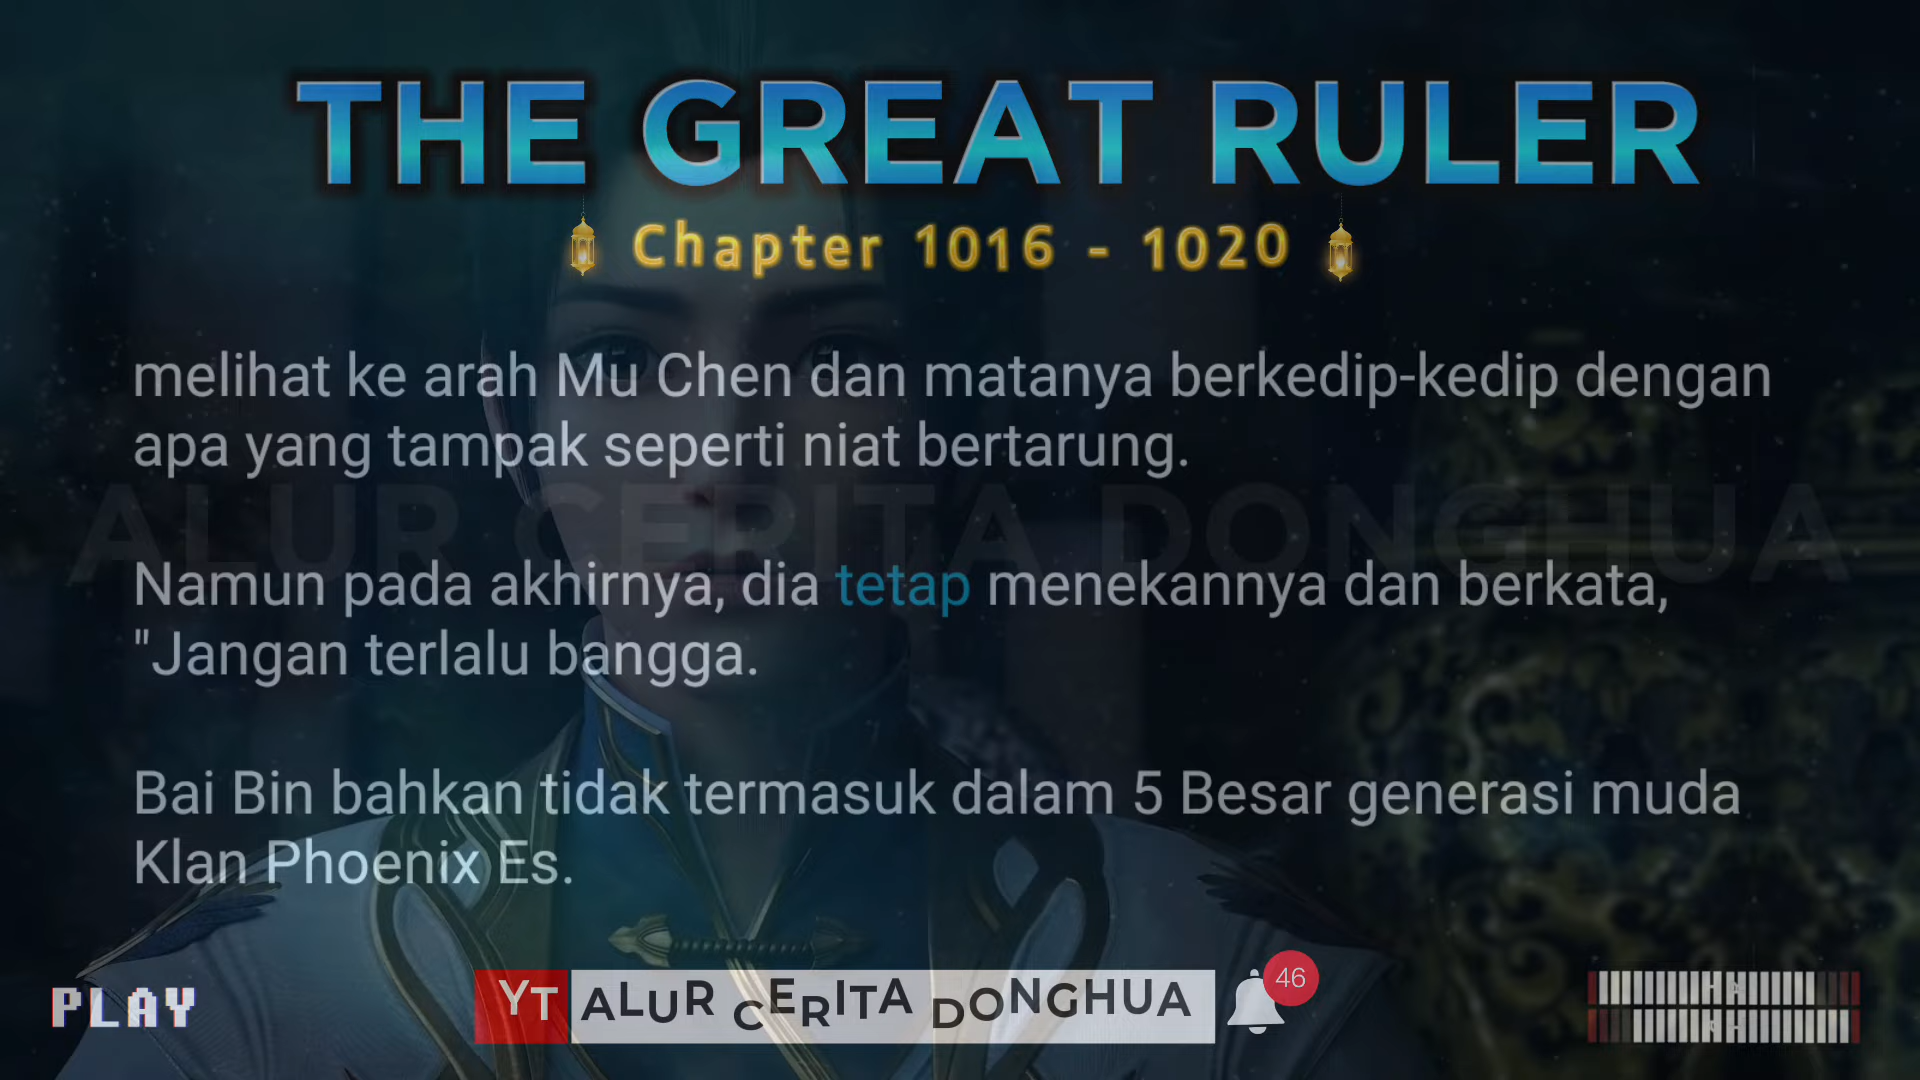 THE GREAT RULER
Chapter 1016 - 1020
melihat ke arah Mu Chen dan matanya berkedip-kedip dengan
apa yang tampak seperti niat bertarung.
ALUR CERITA DONGHUA
Namun pada akhirnya, dia tetap menekannya dan berkata,
"Jangan terlalu bangga.
Bai Bin bahkan tidak termasuk dalam 5 Besar generasi muda
Klan Phoenix Es.
PLAY
YT ALUR CERITA DONGHUA
46